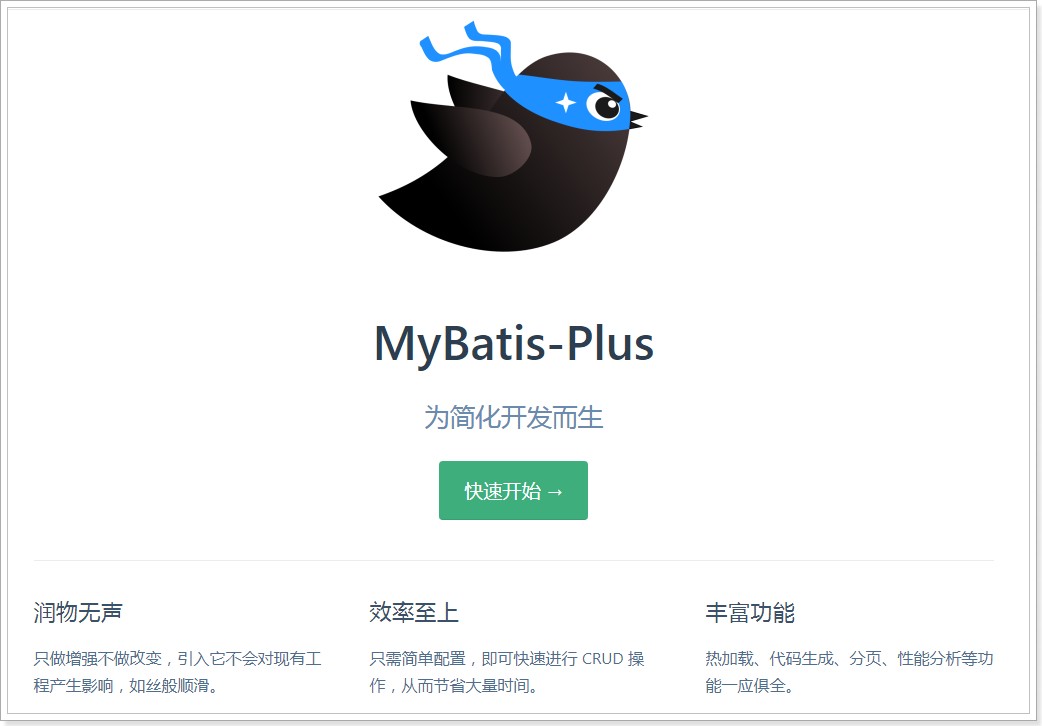 MyBatis-Plus
为简化开发而生
快速开始 →
润物无声
只做增强不做改变，引入它不会对现有工
程产生影响，如丝般顺滑。
效率至上
只需简单配置，即可快速进行 CRUD 操
作，从而节省大量时间。
丰富功能
热加载、代码生成、分页、性能分析等功
能一应俱全。